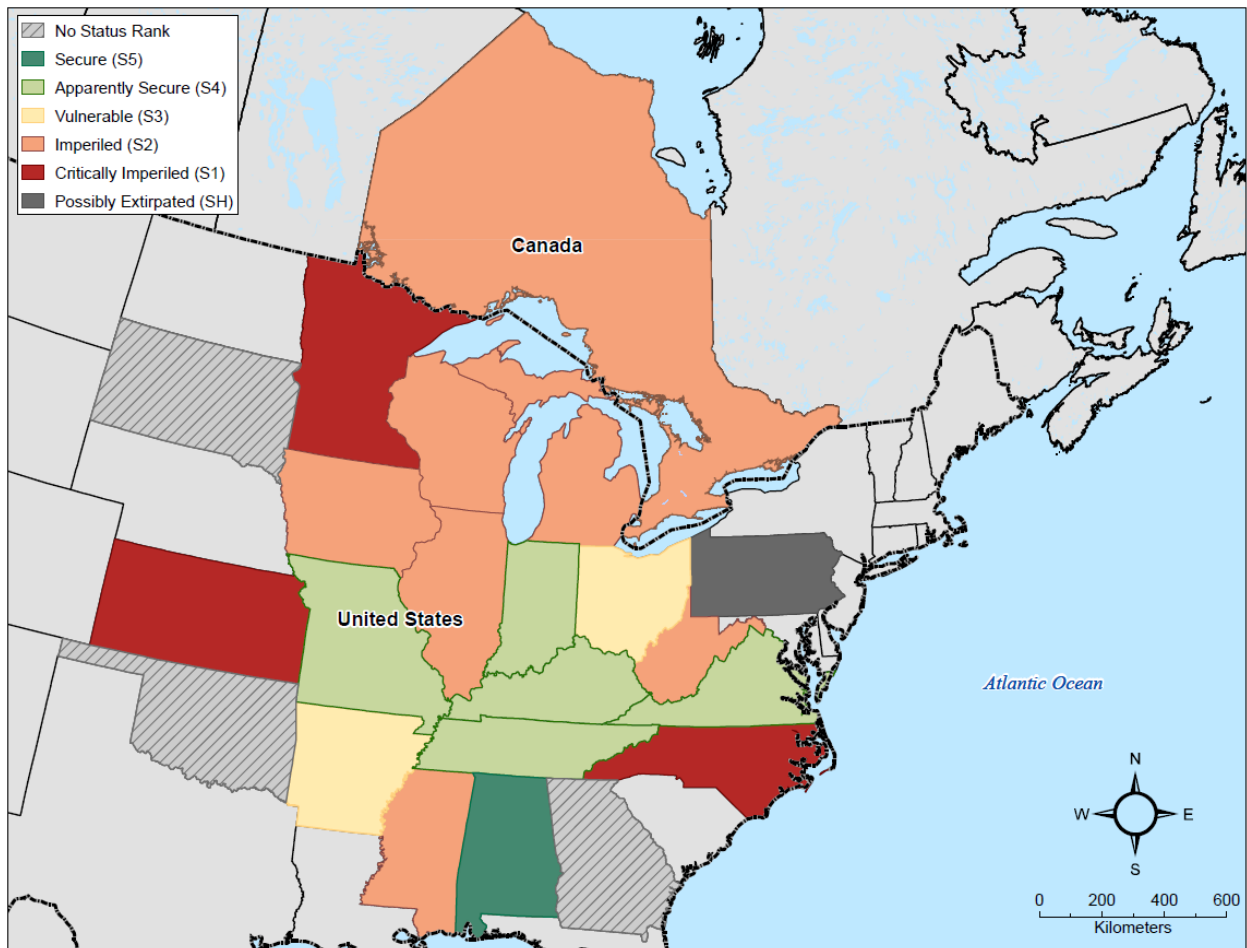 No Status Rank
Secure (S5)
Apparently Secure (S4)
Vulnerable (S3)
Imperiled (S2)
Critically Imperiled (S1)
Possibly Extirpated (SH)
Canada
United States
Atlantic Ocean
N
W E
S
0 200 400 600
Kilometers